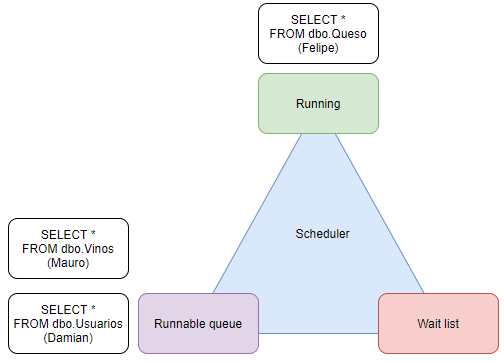 SELECT *
FROM dbo.Queso
(Felipe)
Running
Scheduler
SELECT *
FROM dbo.Vinos
(Mauro)
SELECT *
FROM dbo.Usuarios
(Damian)
Runnable queue
Wait list